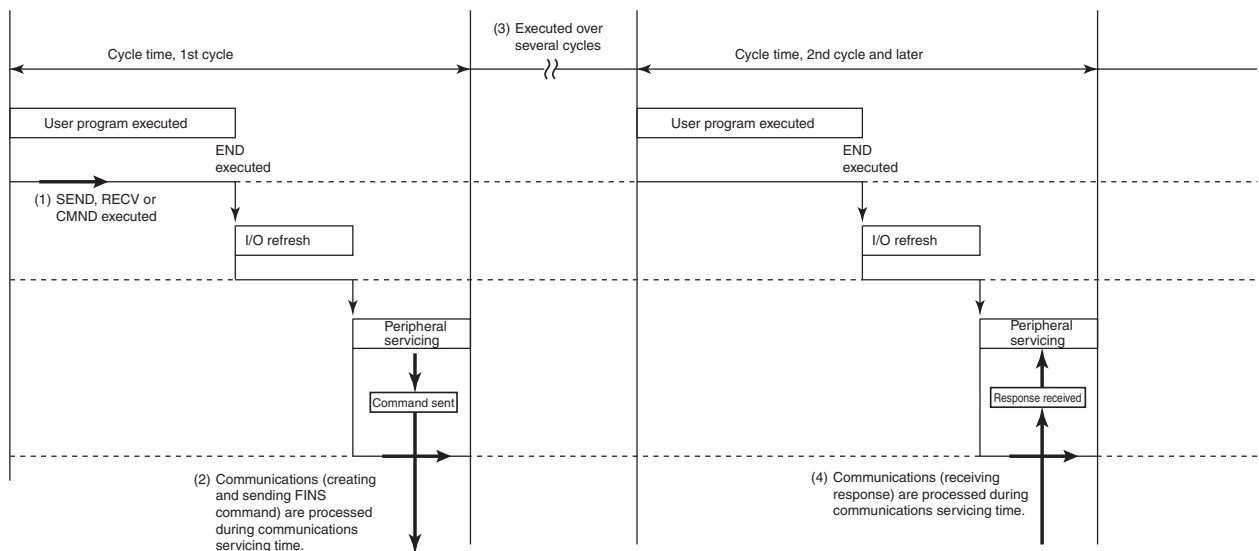 (3) Executed over
several cycles
Cycle time, 1st cycle
Cycle time, 2nd cycle and later
User program executed
User program executed
END
executed
END
executed
(1) SEND, RECV or
CMND executed
I/O refresh
I/O refresh
Peripheral
servicing
Peripheral
servicing
Command sent
Response received
(2) Communications (creating
and sending FINS
command) are processed
during communications
servicing time.
(4) Communications (receiving
response) are processed during
communications servicing time.